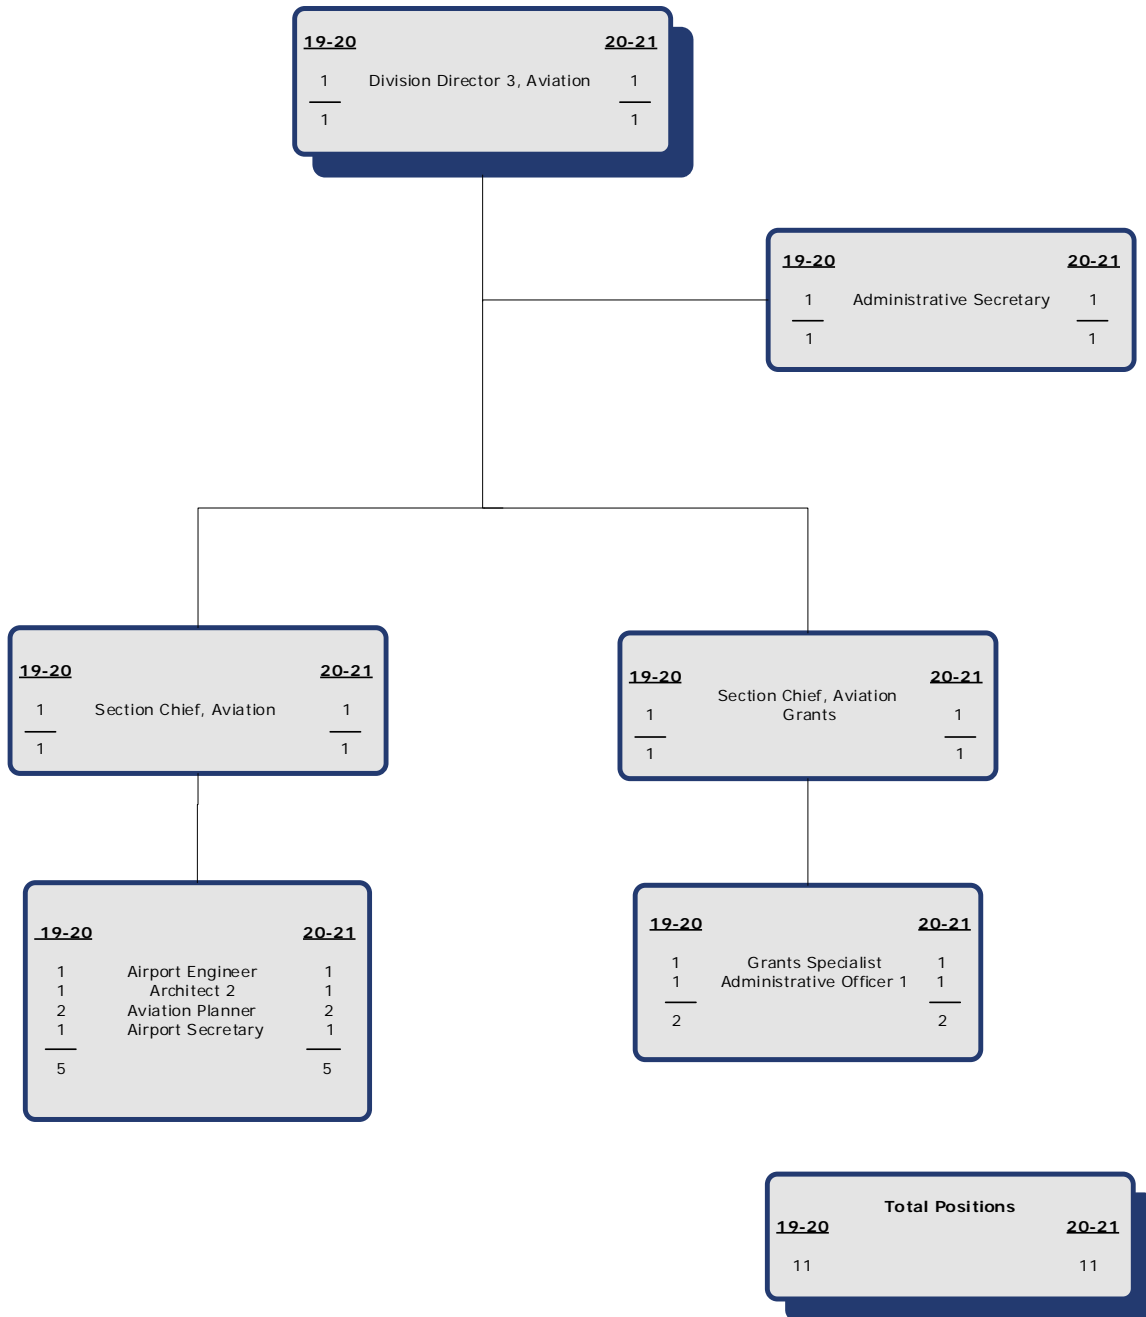 19-20 20-21
1 Division Director 3, Aviation 1
1 1
19-20 20-21
1 Administrative Secretary 1
1 1
19-20 20-21
1 Section Chief, Aviation 1
1 1
19-20 20-21
Section Chief, Aviation
1 Grants 1
1 1
19-20 20-21
1 Airport Engineer 1
1 Architect 2 1
2 Aviation Planner 2
1 Airport Secretary 1
5 5
19-20 20-21
1 Grants Specialist 1
1 Administrative Officer 1 1
2 2
Total Positions
19-20 20-21
11 11